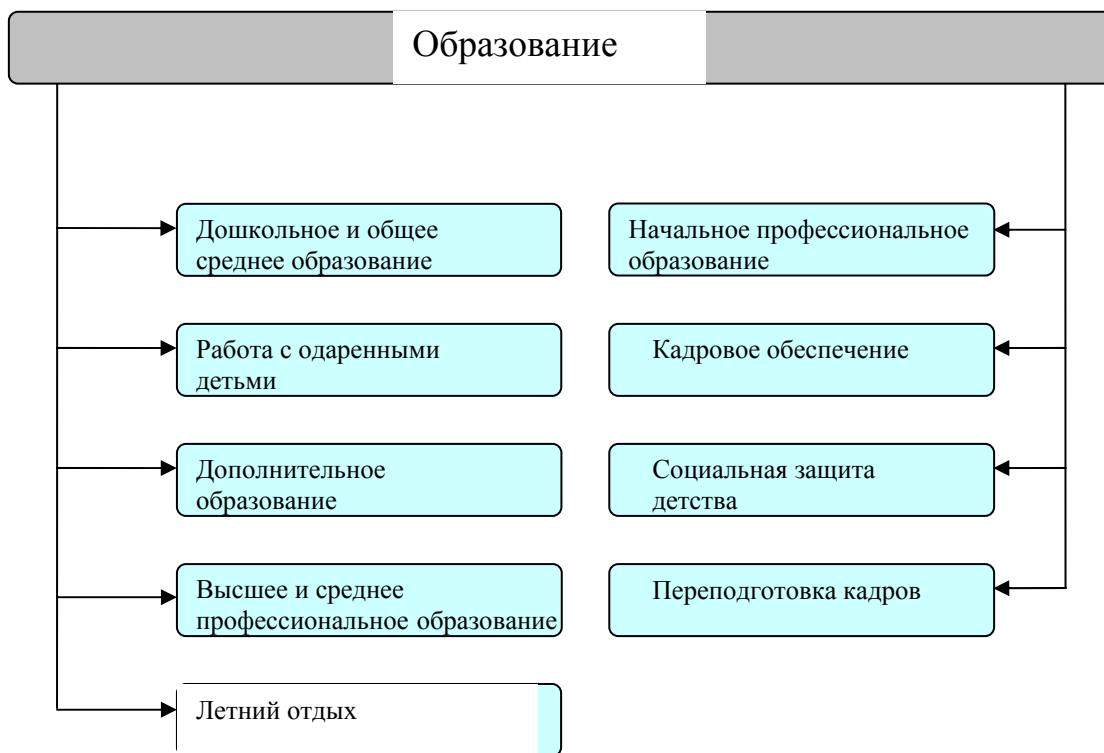 Образование
Дошкольное и общее
среднее образование
Начальное профессиональное
образование
Работа с одаренными
детьми
Кадровое обеспечение
Дополнительное
образование
Социальная защита
детства
Высшее и среднее
профессиональное образование
Переподготовка кадров
Летний отдых